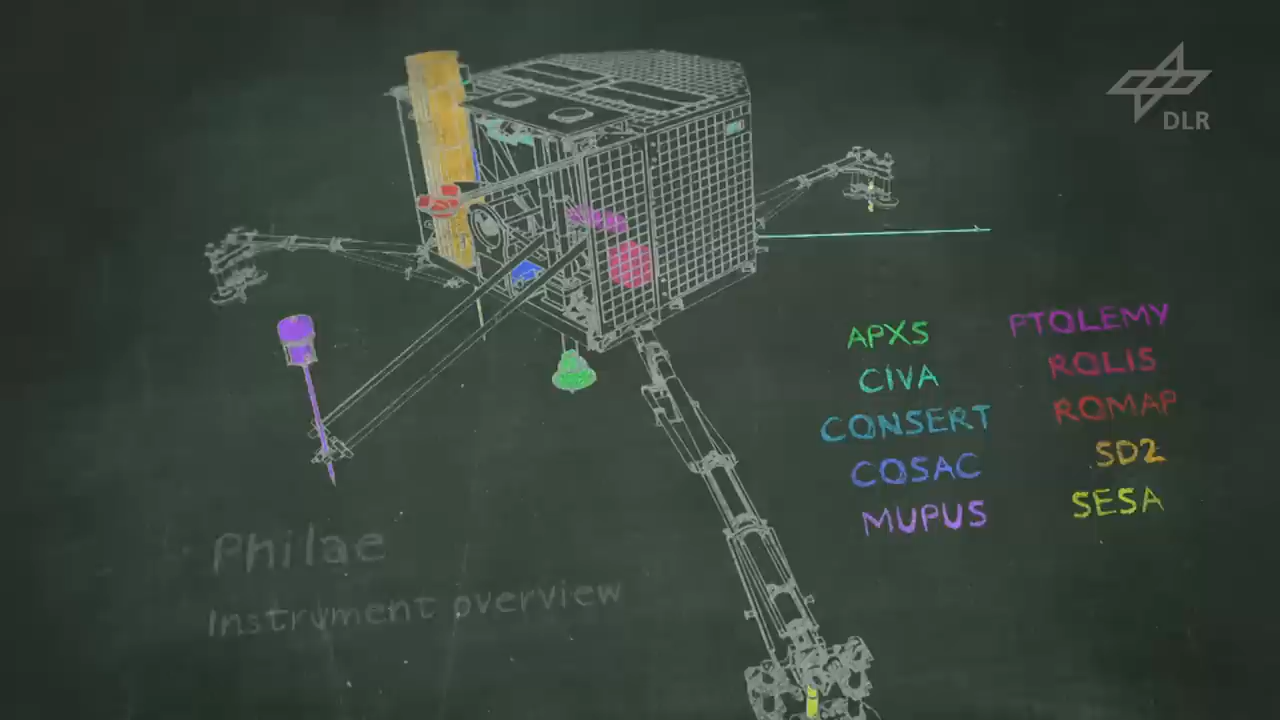 DLR
APXS
CIVA
CONSERT
COSAC
MUPUS
PTOLEMY
ROLIS
ROMAP
SD2
SESA
Philae
Instrument overview